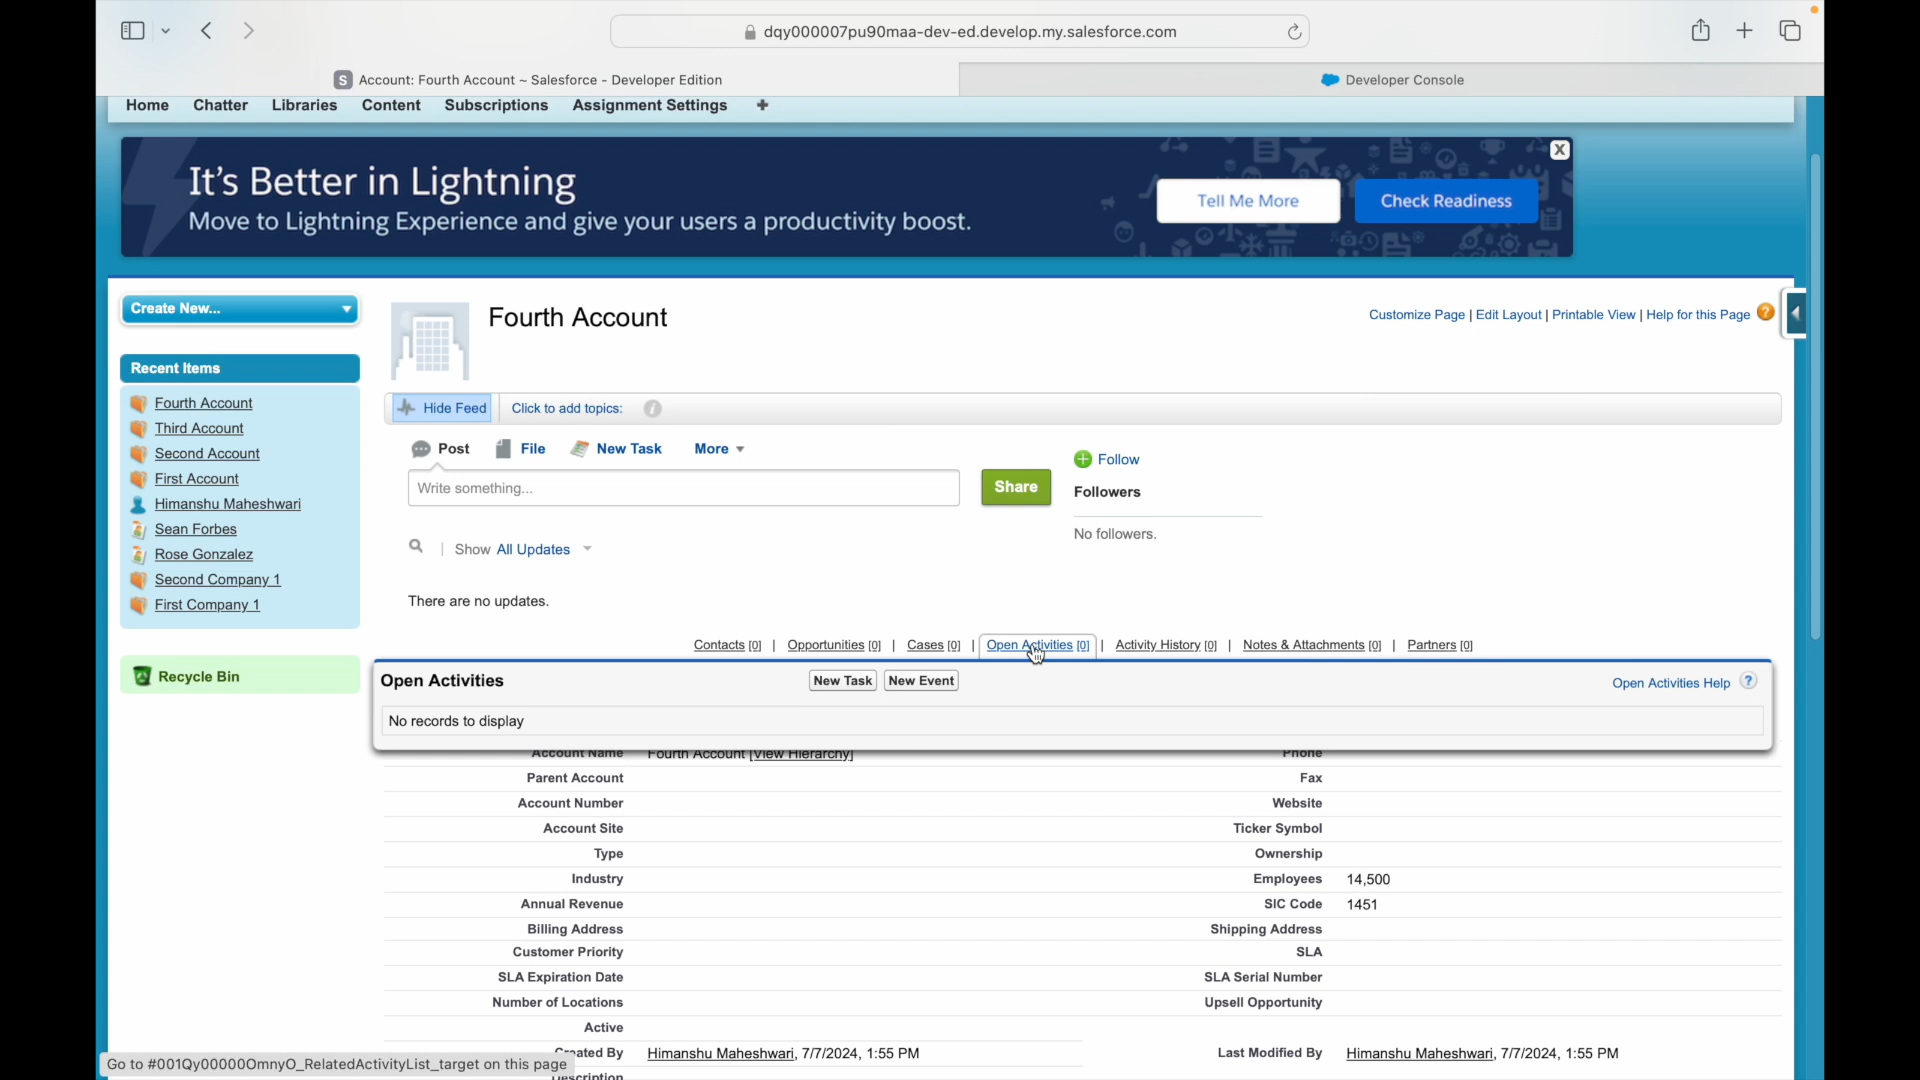 dqy000007pu90maa-dev-ed.develop.my.salesforce.com
S Account: Fourth Account ~ Salesforce - Developer Edition
Developer Console
Home Chatter Libraries Content Subscriptions Assignment Settings +
It's Better in Lightning
Move to Lightning Experience and give your users a productivity boost.
Tell Me More
Check Readiness
X
Create New...
Fourth Account
Customize Page | Edit Layout | Printable View | Help for this Page ?
Recent Items
Fourth Account
Third Account
Second Account
First Account
Himanshu Maheshwari
Sean Forbes
Rose Gonzalez
Second Company 1
First Company 1
Recycle Bin
Hide Feed
Click to add topics: i
Post File New Task More
Write something...
Share
Follow
Followers
No followers.
Show All Updates
There are no updates.
Contacts [0] | Opportunities [0] | Cases [0] | Open Activities [0] | Activity History [0] | Notes & Attachments [0] | Partners [0]
Open Activities
New Task New Event
Open Activities Help ?
No records to display
Account Name Fourth Account [View Hierarchy] Phone
Parent Account Fax
Account Number Website
Account Site Ticker Symbol
Type Ownership
Industry Employees 14,500
Annual Revenue SIC Code 1451
Billing Address Shipping Address
Customer Priority SLA
SLA Expiration Date SLA Serial Number
Number of Locations Upsell Opportunity
Active
Created By Himanshu Maheshwari, 7/7/2024, 1:55 PM Last Modified By Himanshu Maheshwari, 7/7/2024, 1:55 PM
Go to #001Qy00000OmnyO_RelatedActivityList_target on this page
Description